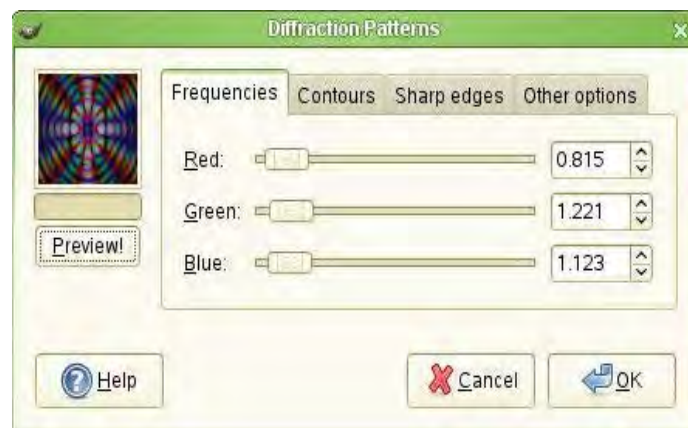 Diffraction Patterns
Frequencies Contours Sharp edges Other options
Red: 0.815
Green: 1.221
Blue: 1.123
Preview!
Help Cancel OK